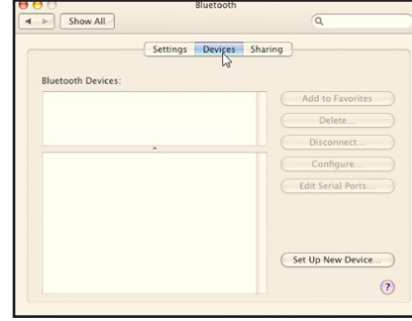 Bluetooth
Show All
Settings Devices Sharing
Bluetooth Devices:
Add to Favorites
Delete...
Disconnect...
Configure...
Edit Serial Ports...
Set Up New Device...
?